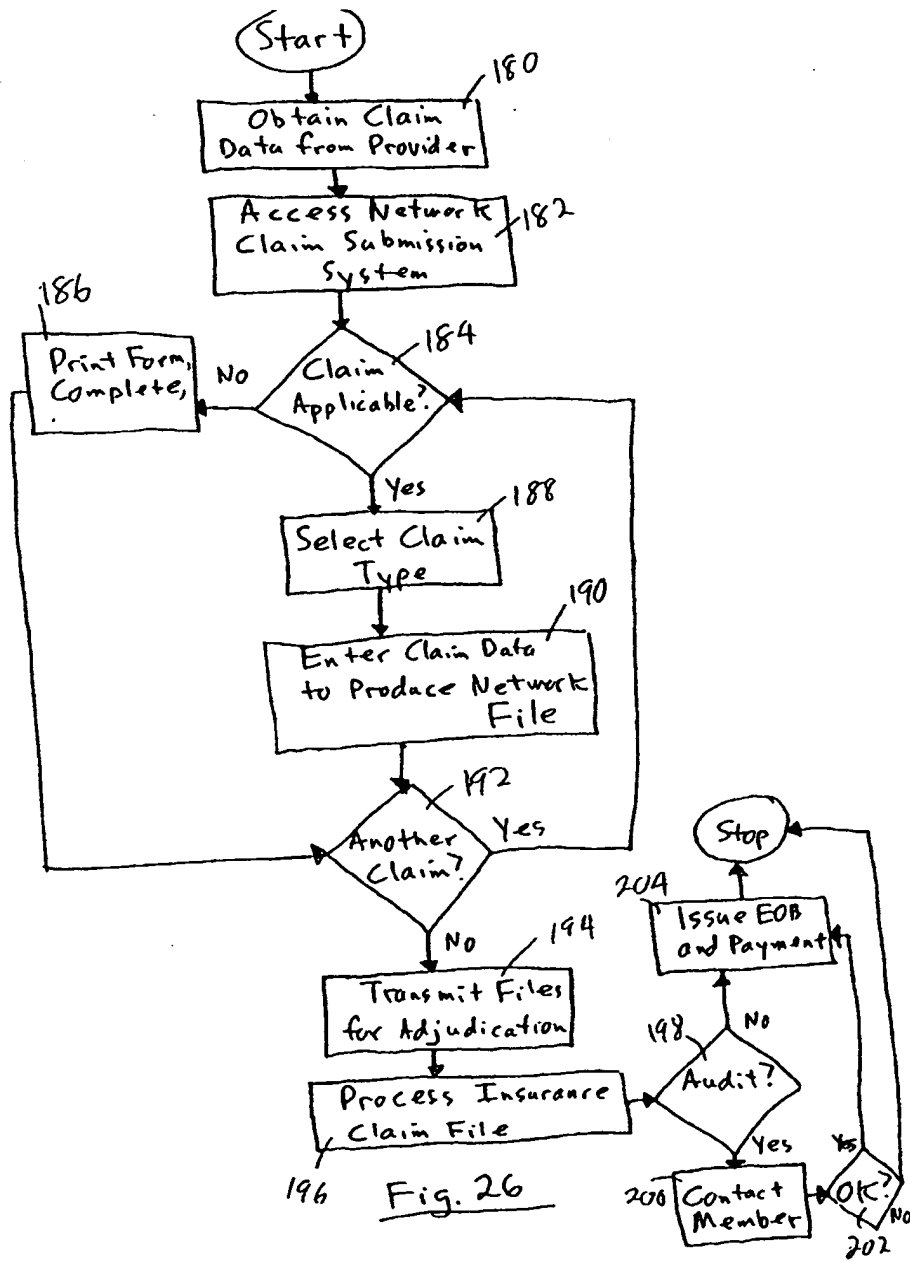 Start
180
Obtain Claim
Data from Provider
182
Access Network
Claim Submission
System
186
Print Form,
Complete,
.
No
184
Claim
Applicable?
Yes
188
Select Claim
Type
190
Enter Claim Data
to Produce Network
File
192
Another
Claim?
Yes
No
194
Transmit Files
for Adjudication
Process Insurance
Claim File
196
Stop
204
Issue EOB
and Payment
No
198
Audit?
Yes
200
Contact
Member
Yes
OK?
No
202
Fig. 26